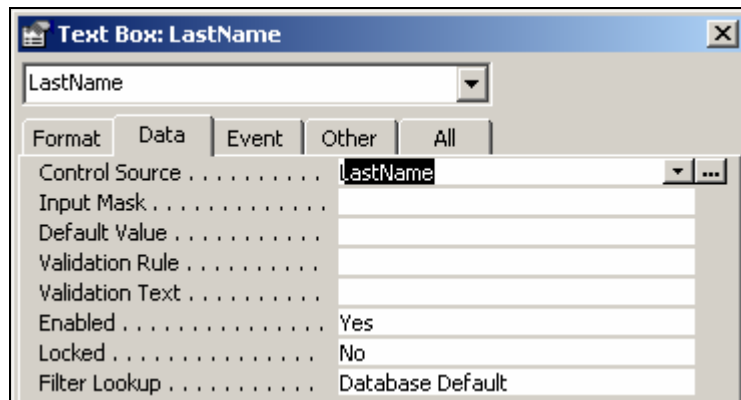 Text Box: LastName
LastName
Format Data Event Other All
Control Source . . . . . . . . . . LastName
Input Mask . . . . . . . . . . . . .
Default Value . . . . . . . . . . .
Validation Rule . . . . . . . . . .
Validation Text . . . . . . . . . .
Enabled . . . . . . . . . . . . . . . Yes
Locked . . . . . . . . . . . . . . . No
Filter Lookup . . . . . . . . . . . Database Default